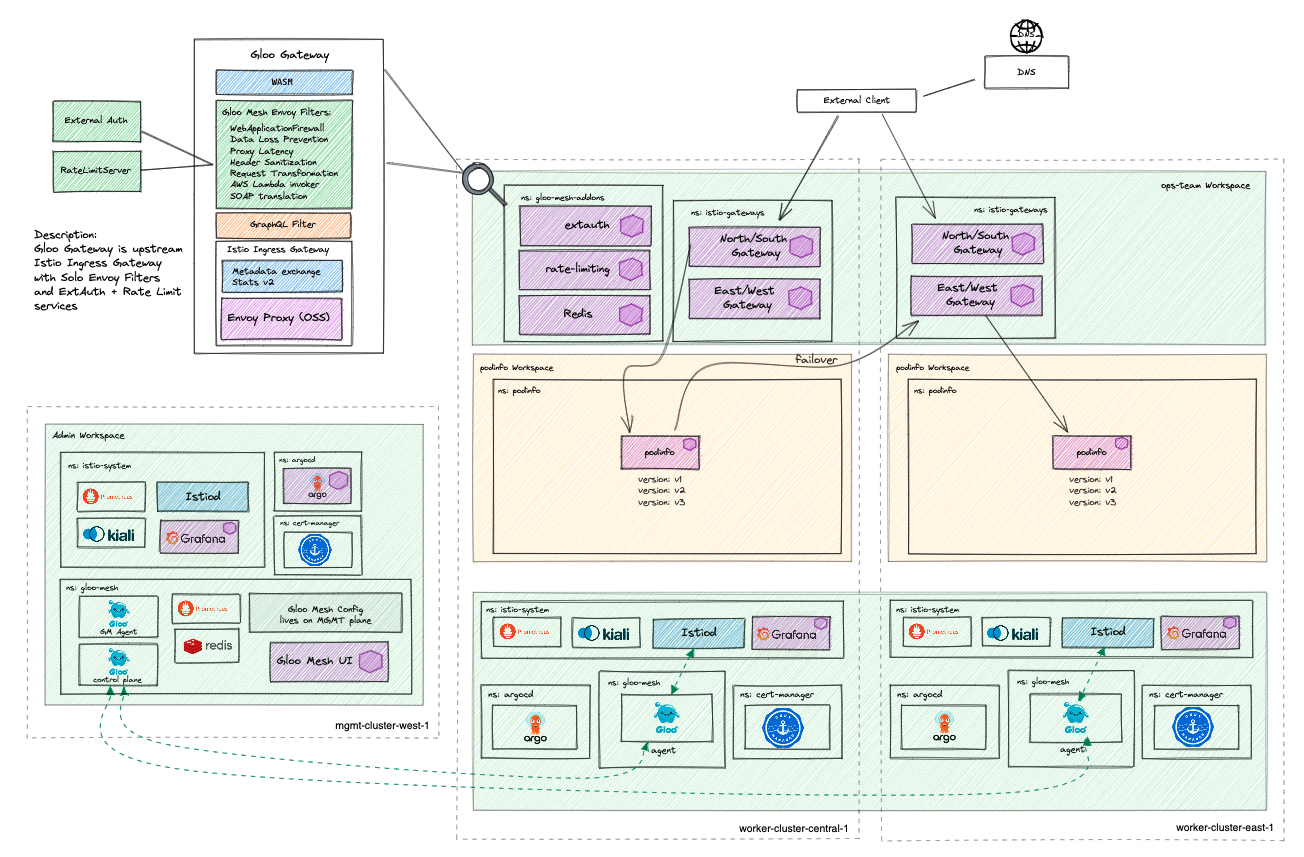 Gloo Gateway
WASM
Gloo Mesh Envoy Filters:
WebApplicationFirewall
Data Loss Prevention
Proxy Latency
Header Sanitization
Request Transformation
AWS Lambda invoker
SOAP translation
GraphQL Filter
Istio Ingress Gateway
Metadata exchange
Stats v2
Envoy Proxy (OSS)
External Auth
RateLimitServer
Description:
Gloo Gateway is upstream
Istio Ingress Gateway
with Solo Envoy Filters
and ExtAuth + Rate Limit
services
DNS
DNS
External Client
ops-team Workspace
ns: gloo-mesh-addons
extauth
rate-limiting
Redis
ns: istio-gateways
North/South
Gateway
East/West
Gateway
ns: istio-gateways
North/South
Gateway
East/West
Gateway
failover
podinfo Workspace
ns: podinfo
podinfo
version: v1
version: v2
version: v3
podinfo Workspace
ns: podinfo
podinfo
version: v1
version: v2
version: v3
Admin Workspace
ns: istio-system
Prometheus
Istiod
kiali
Grafana
ns: argocd
argo
ns: cert-manager
ns: gloo-mesh
Gloo
GM Agent
Prometheus
Gloo Mesh Config
lives on MGMT plane
redis
Gloo
control plane
Gloo Mesh UI
mgmt-cluster-west-1
ns: istio-system
Prometheus
kiali
Istiod
Grafana
ns: argocd
argo
ns: gloo-mesh
Gloo
agent
ns: cert-manager
worker-cluster-central-1
ns: istio-system
Prometheus
kiali
Istiod
Grafana
ns: argocd
argo
ns: gloo-mesh
Gloo
agent
ns: cert-manager
worker-cluster-east-1